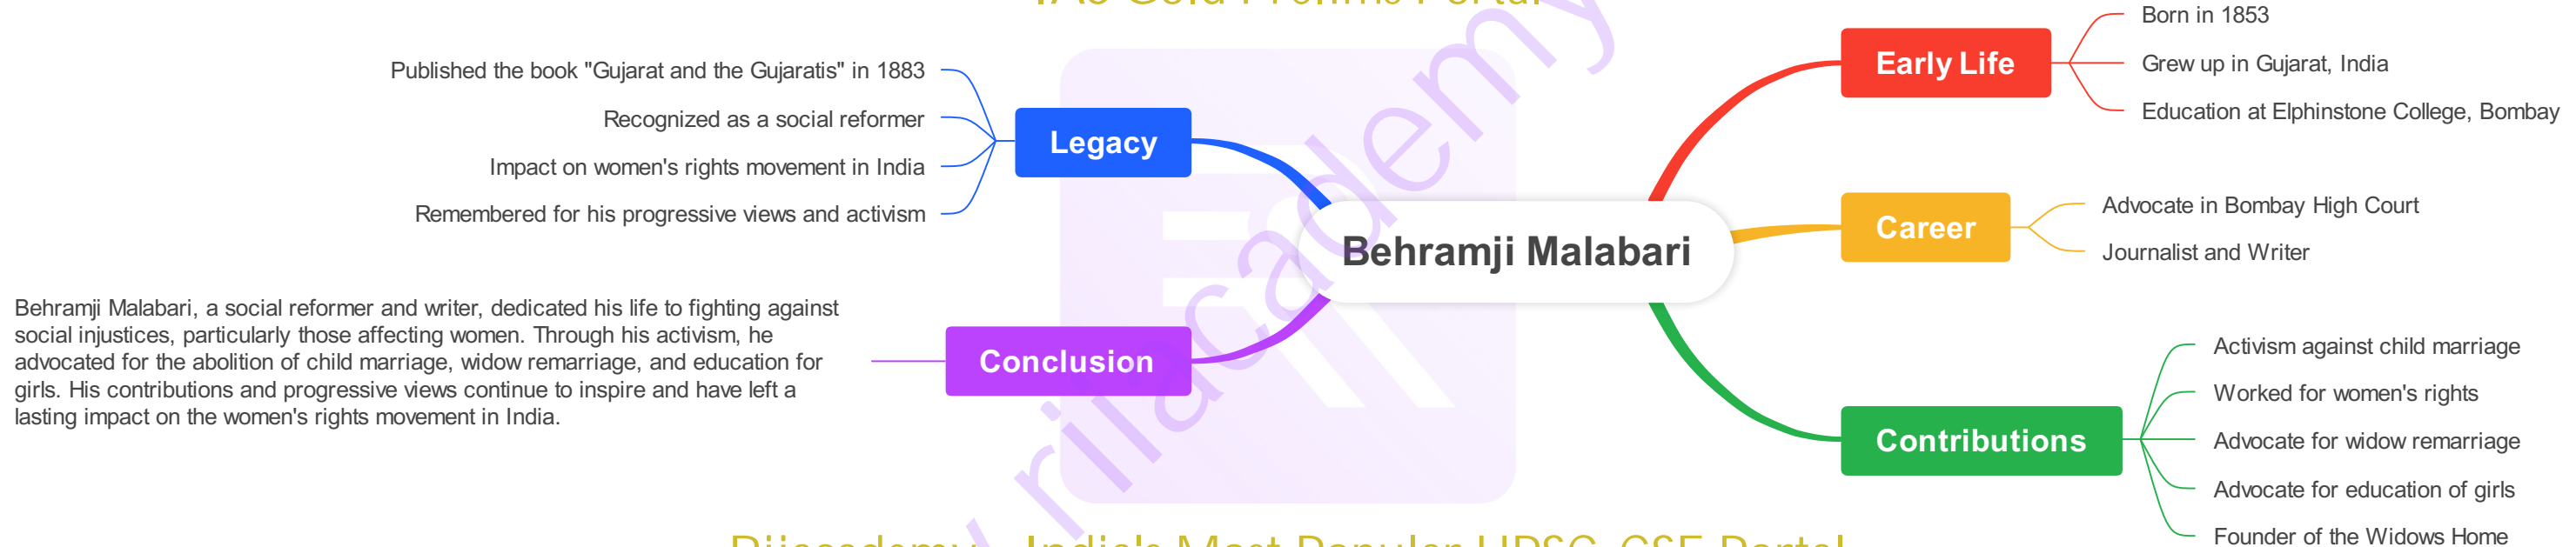 Behramji Malabari
Early Life
Born in 1853
Grew up in Gujarat, India
Education at Elphinstone College, Bombay
Career
Advocate in Bombay High Court
Journalist and Writer
Contributions
Activism against child marriage
Worked for women's rights
Advocate for widow remarriage
Advocate for education of girls
Founder of the Widows Home
Legacy
Published the book "Gujarat and the Gujaratis" in 1883
Recognized as a social reformer
Impact on women's rights movement in India
Remembered for his progressive views and activism
Conclusion
Behramji Malabari, a social reformer and writer, dedicated his life to fighting against
social injustices, particularly those affecting women. Through his activism, he
advocated for the abolition of child marriage, widow remarriage, and education for
girls. His contributions and progressive views continue to inspire and have left a
lasting impact on the women's rights movement in India.